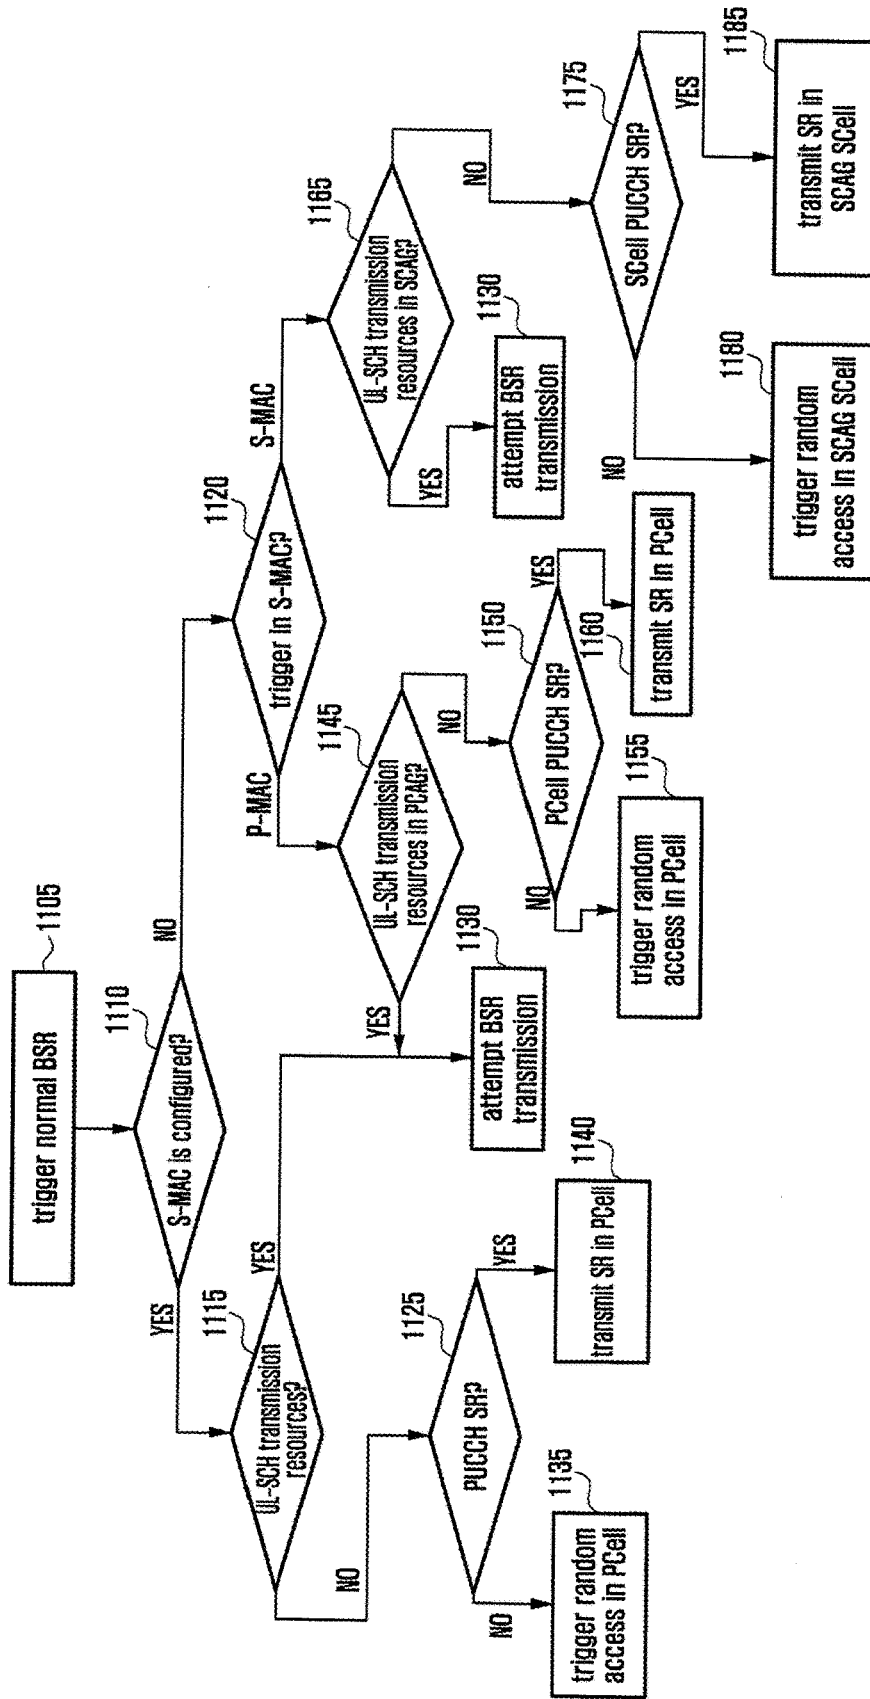 trigger normal BSR
1105
S-MAC is configured?
1110
YES
NO
UL-SCH transmission
resources?
1115
trigger in S-MAC?
1120
YES
NO
P-MAC
S-MAC
PUCCH SR?
1125
NO
YES
trigger random
access in PCell
1135
transmit SR in PCell
1140
attempt BSR
transmission
1130
UL-SCH transmission
resources in PCAG?
1145
YES
NO
PCell PUCCH SR?
1150
NO
YES
trigger random
access in PCell
1155
transmit SR in PCell
1160
UL-SCH transmission
resources in SCAG?
1165
YES
NO
attempt BSR
transmission
1130
SCell PUCCH SR?
1175
NO
YES
trigger random
access in SCAG SCell
1180
transmit SR in
SCAG SCell
1185